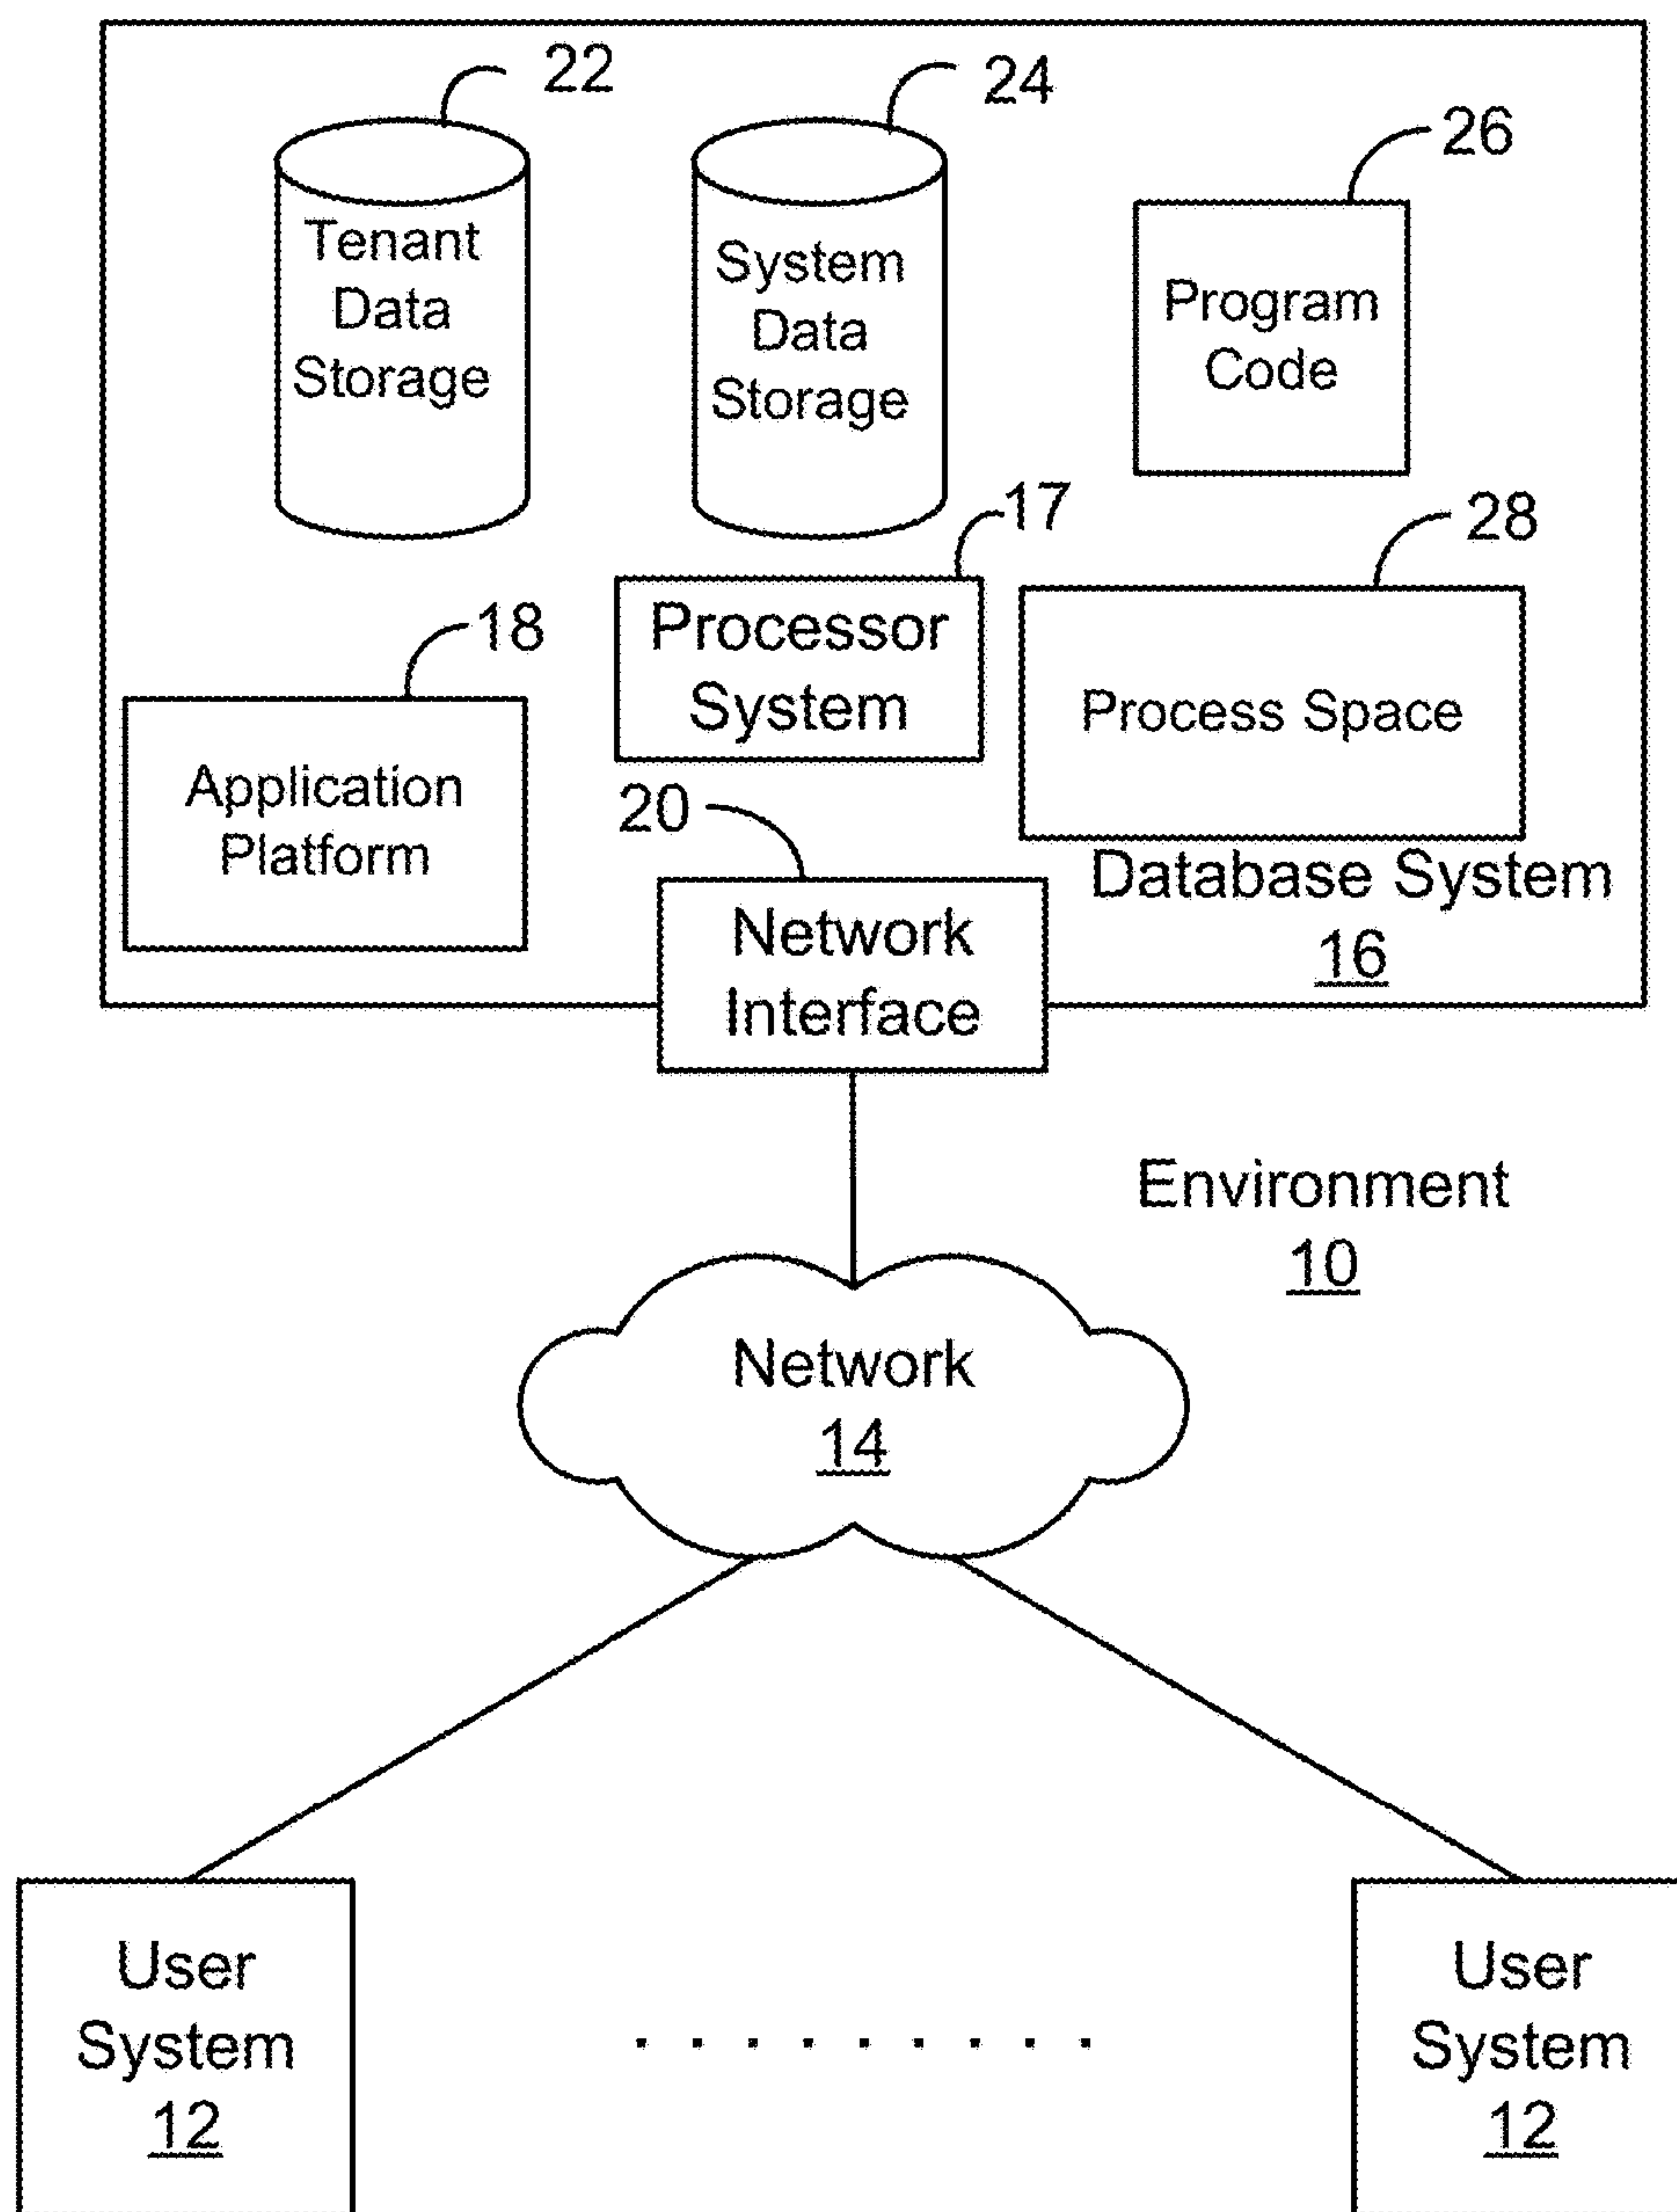 22
24
26
Tenant
Data
Storage
System
Data
Storage
Program
Code
17
28
18
Processor
System
Process Space
Application
Platform
20
Database System
16
Network
Interface
Environment
10
Network
14
User
System
12
User
System
12